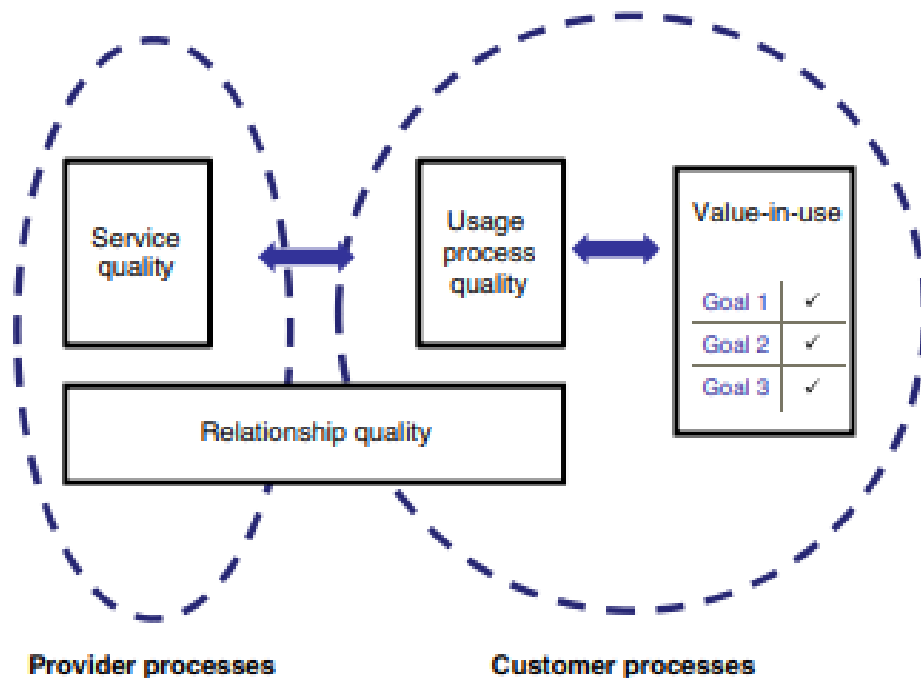 Service
quality
Usage
process
quality
Value-in-use
Goal 1 ✓
Goal 2 ✓
Goal 3 ✓
Relationship quality
Provider processes
Customer processes